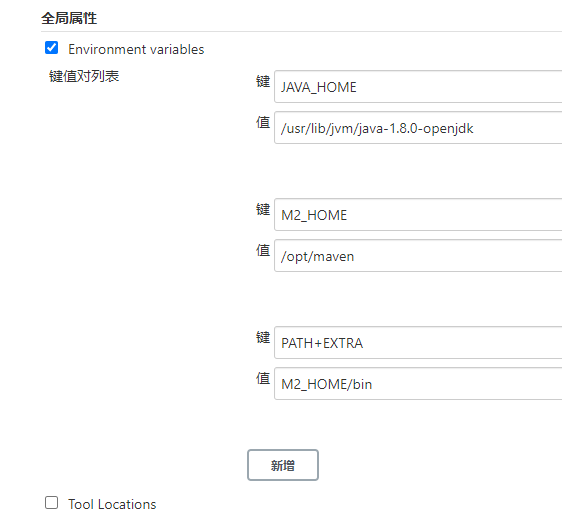 全局属性
Environment variables
键值对列表
键 JAVA_HOME
值 /usr/lib/jvm/java-1.8.0-openjdk
键 M2_HOME
值 /opt/maven
键 PATH+EXTRA
值 M2_HOME/bin
新增
Tool Locations